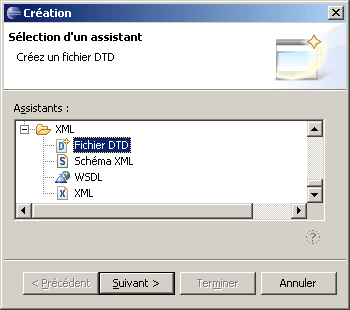 Création
Sélection d'un assistant
Créez un fichier DTD
Assistants :
XML
Fichier DTD
Schéma XML
WSDL
XML
< Précédent Suivant > Terminer Annuler